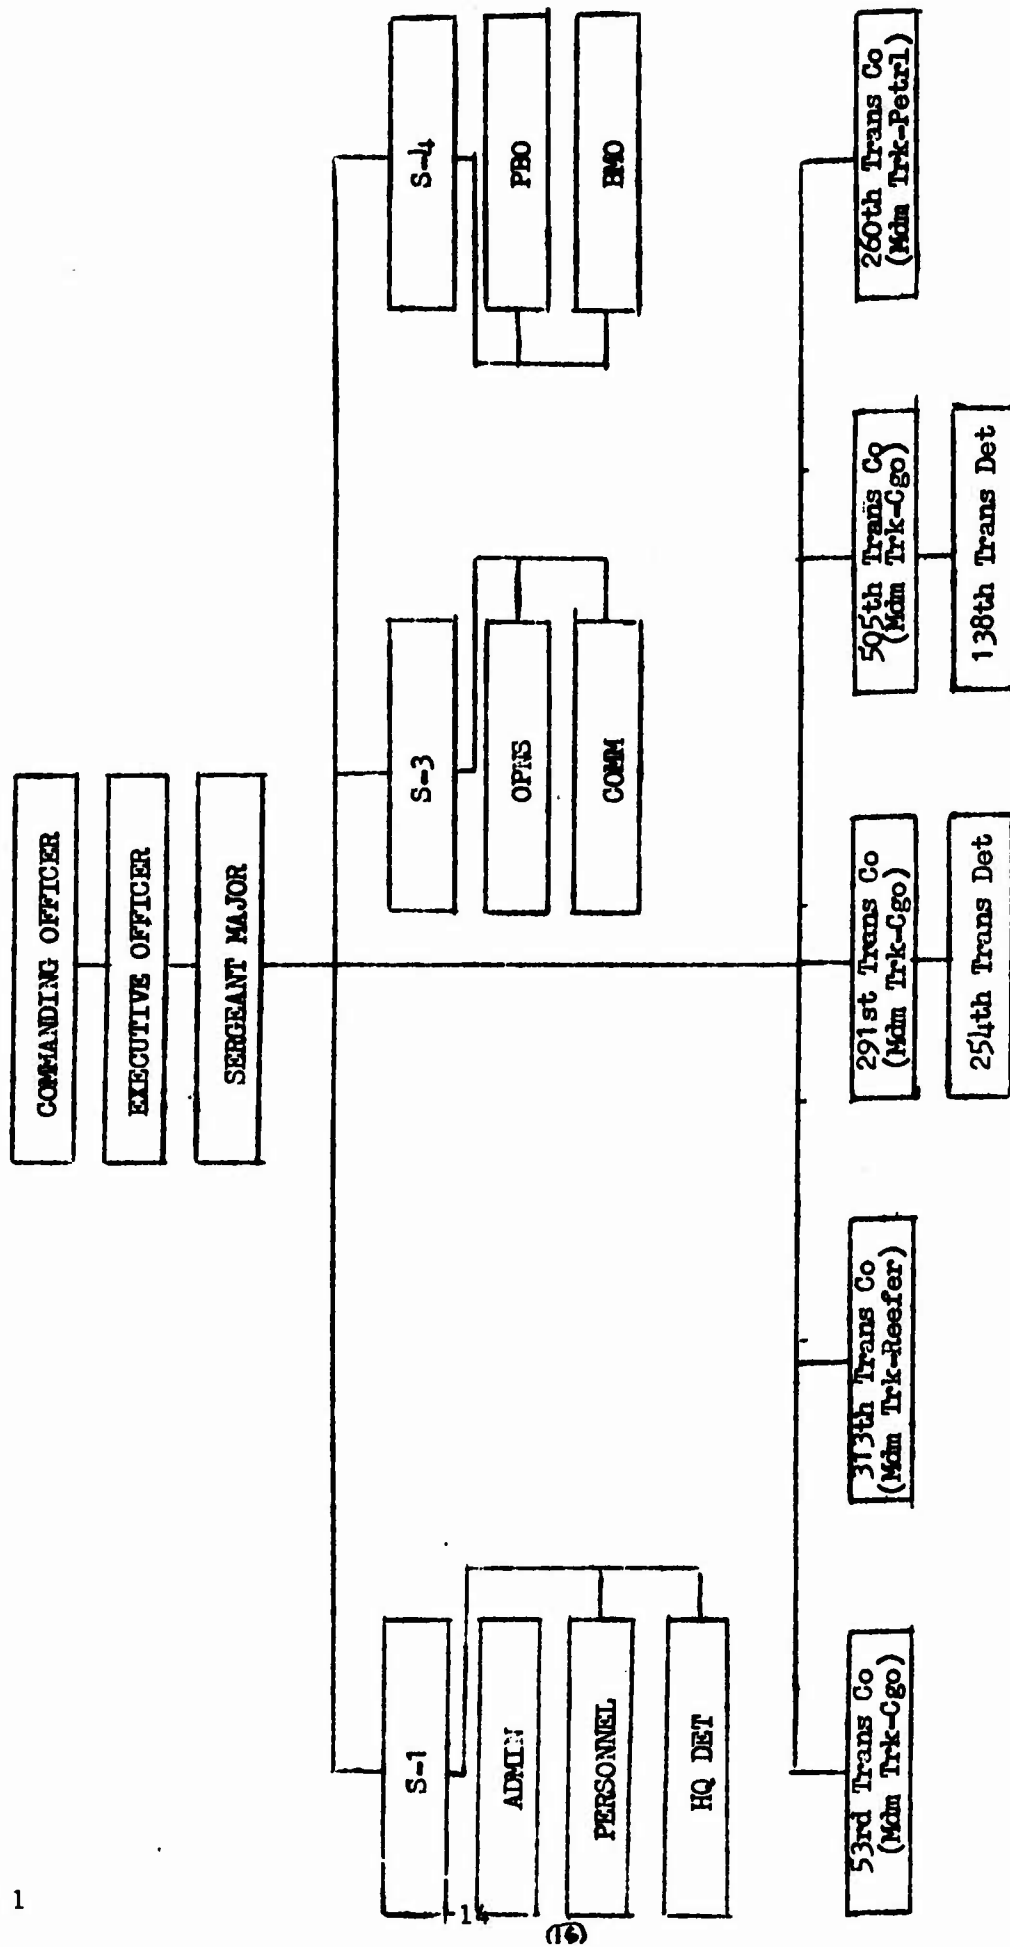 COMMANDING OFFICER
EXECUTIVE OFFICER
SERGEANT MAJOR
S-1
ADMIN
PERSONNEL
HQ DET
S-3
OPNS
COMM
S-4
PBO
BMO
53rd Trans Co
(Mdm Trk-Cgo)
373th Trans Co
(Mdm Trk-Reefer)
291st Trans Co
(Mdm Trk-Cgo)
254th Trans Det
505th Trans Co
(Mdm Trk-Cgo)
138th Trans Det
260th Trans Co
(Mdm Trk-Petrl)
1
14
(16)